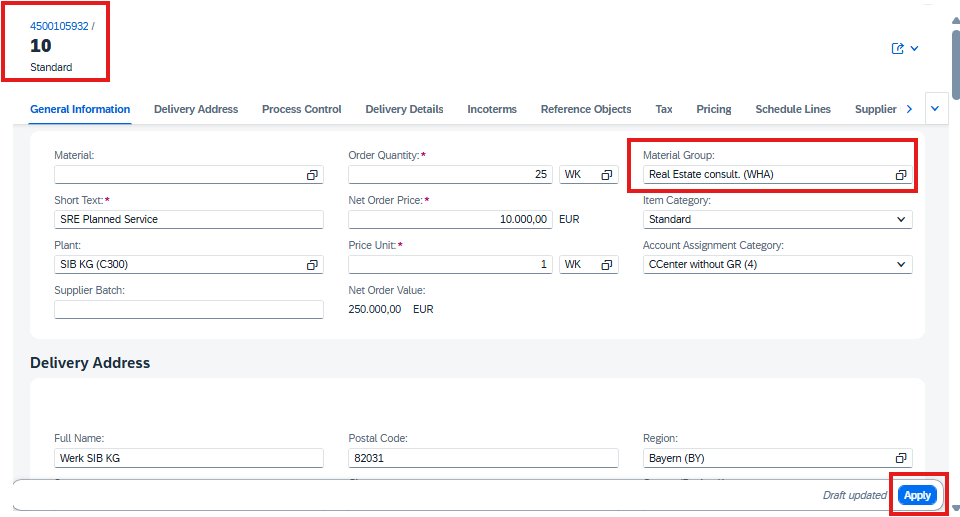 4500105932 /
10
Standard
General Information Delivery Address Process Control Delivery Details Incoterms Reference Objects Tax Pricing Schedule Lines Supplier
Material: Order Quantity:* Material Group:
25 WK Real Estate consult. (WHA)
Short Text:* Net Order Price:* Item Category:
SRE Planned Service 10.000,00 EUR Standard
Plant: Price Unit:* Account Assignment Category:
SIB KG (C300) 1 WK CCenter without GR (4)
Supplier Batch: Net Order Value:
250.000,00 EUR
Delivery Address
Full Name: Postal Code: Region:
Werk SIB KG 82031 Bayern (BY)
Draft updated Apply